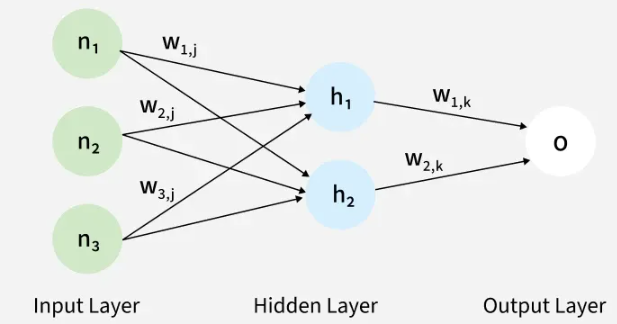 n₁
w₁,ⱼ
w₂,ⱼ
n₂
w₃,ⱼ
n₃
h₁
h₂
w₁,ₖ
w₂,ₖ
o
Input Layer
Hidden Layer
Output Layer